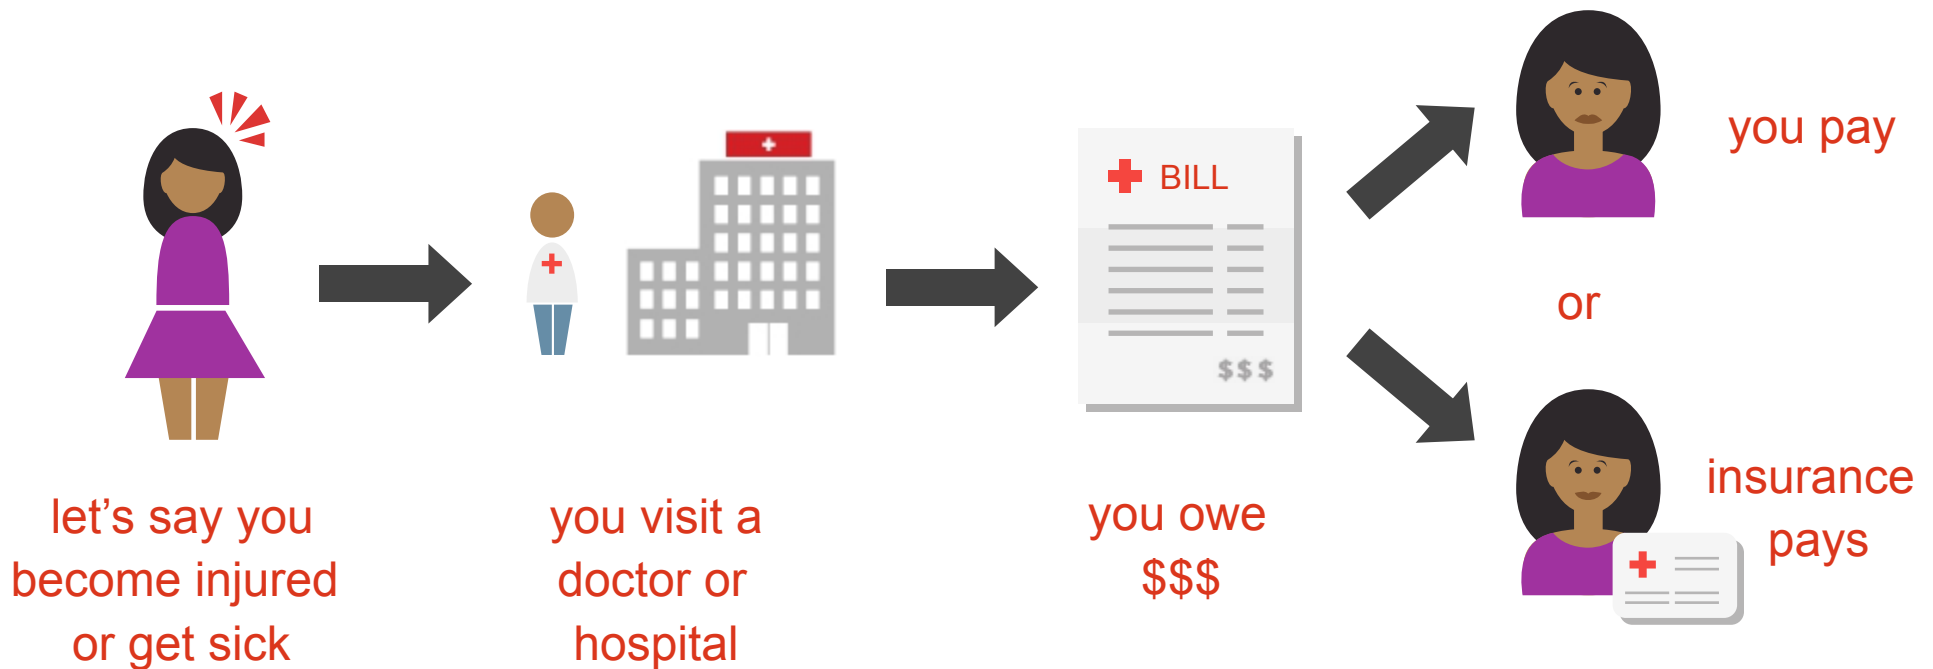 let’s say you
become injured
or get sick
you visit a
doctor or
hospital
BILL
$$$
you owe
$$$
you pay
or
insurance
pays